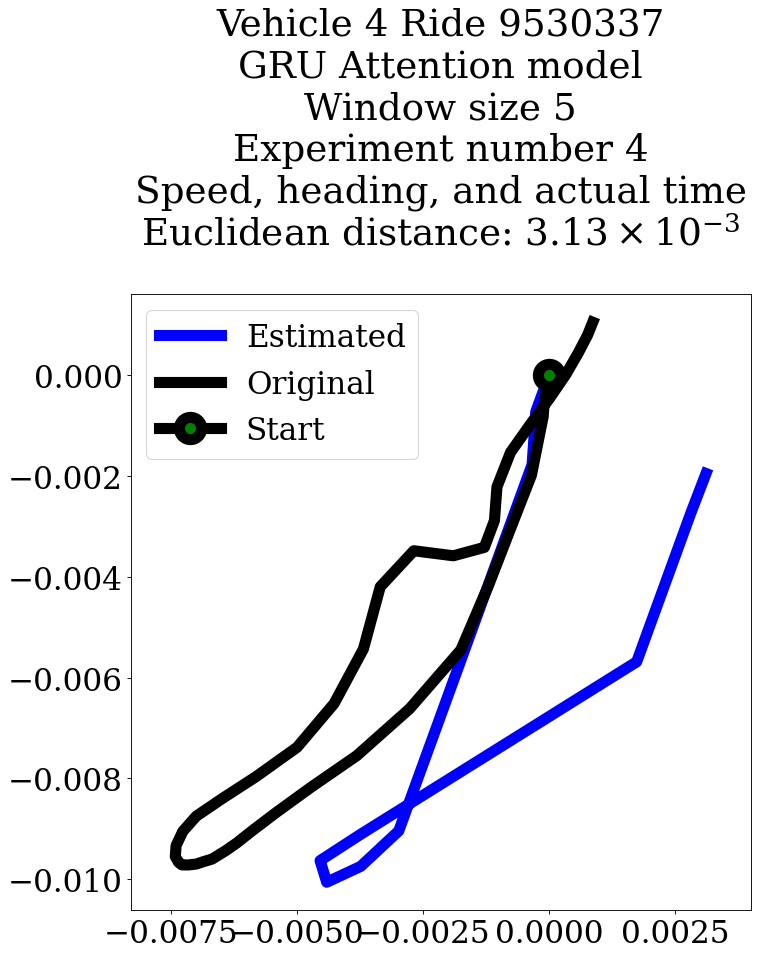 Vehicle 4 Ride 9530337
GRU Attention model
Window size 5
Experiment number 4
Speed, heading, and actual time
Euclidean distance: 3.13 × 10⁻³
Estimated
Original
Start
0.000
−0.002
−0.004
−0.006
−0.008
−0.010
−0.0075 −0.0050 −0.0025 0.0000 0.0025